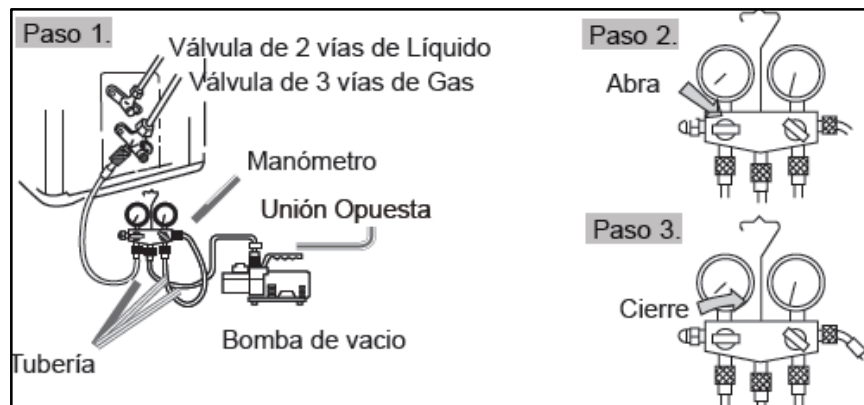 Paso 1.
Válvula de 2 vías de Líquido
Válvula de 3 vías de Gas
Manómetro
Unión Opuesta
Bomba de vacio
Tubería
Paso 2.
Abra
Paso 3.
Cierre